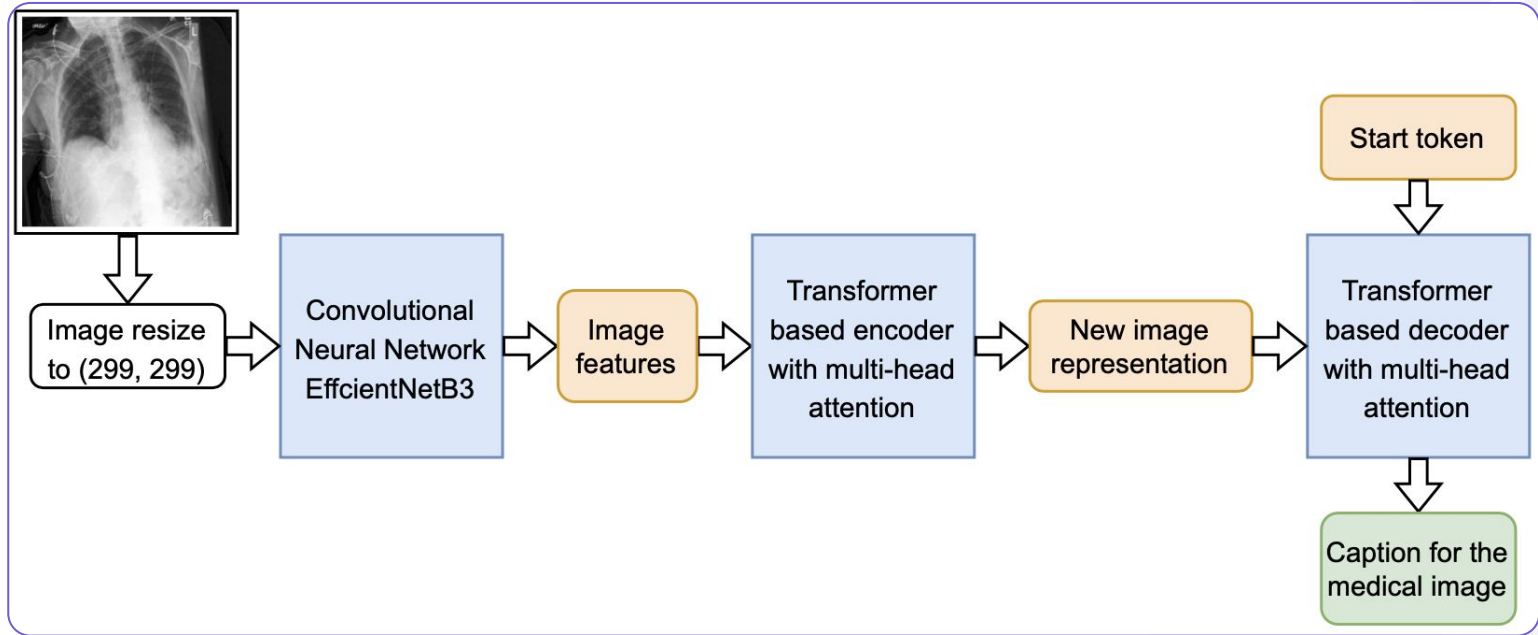 L
Image resize
to (299, 299)
Convolutional
Neural Network
EffcientNetB3
Image
features
Transformer
based encoder
with multi-head
attention
New image
representation
Start token
Transformer
based decoder
with multi-head
attention
Caption for the
medical image